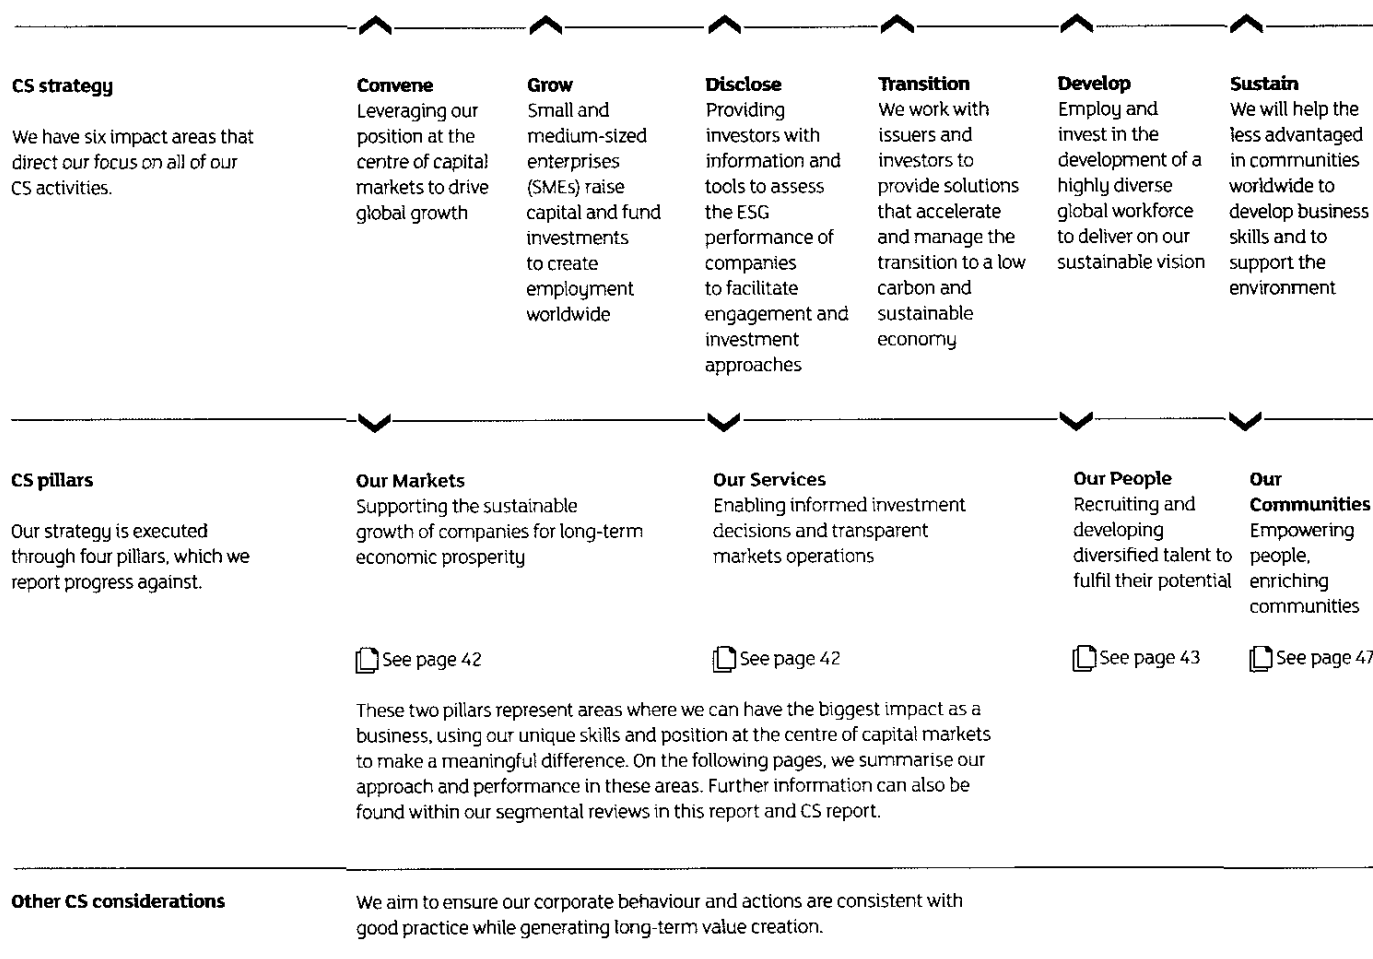 CS strategy
We have six impact areas that
direct our focus on all of our
CS activities.
Convene
Leveraging our
position at the
centre of capital
markets to drive
global growth
Grow
Small and
medium-sized
enterprises
(SMEs) raise
capital and fund
investments
to create
employment
worldwide
Disclose
Providing
investors with
information and
tools to assess
the ESG
performance of
companies
to facilitate
engagement and
investment
approaches
Transition
We work with
issuers and
investors to
provide solutions
that accelerate
and manage the
transition to a low
carbon and
sustainable
economy
Develop
Employ and
invest in the
development of a
highly diverse
global workforce
to deliver on our
sustainable vision
Sustain
We will help the
less advantaged
in communities
worldwide to
develop business
skills and to
support the
environment
CS pillars
Our strategy is executed
through four pillars, which we
report progress against.
Our Markets
Supporting the sustainable
growth of companies for long-term
economic prosperity
See page 42
Our Services
Enabling informed investment
decisions and transparent
markets operations
See page 42
Our People
Recruiting and
developing
diversified talent to
fulfil their potential
See page 43
Our
Communities
Empowering
people,
enriching
communities
See page 47
These two pillars represent areas where we can have the biggest impact as a
business, using our unique skills and position at the centre of capital markets
to make a meaningful difference. On the following pages, we summarise our
approach and performance in these areas. Further information can also be
found within our segmental reviews in this report and CS report.
Other CS considerations
We aim to ensure our corporate behaviour and actions are consistent with
good practice while generating long-term value creation.